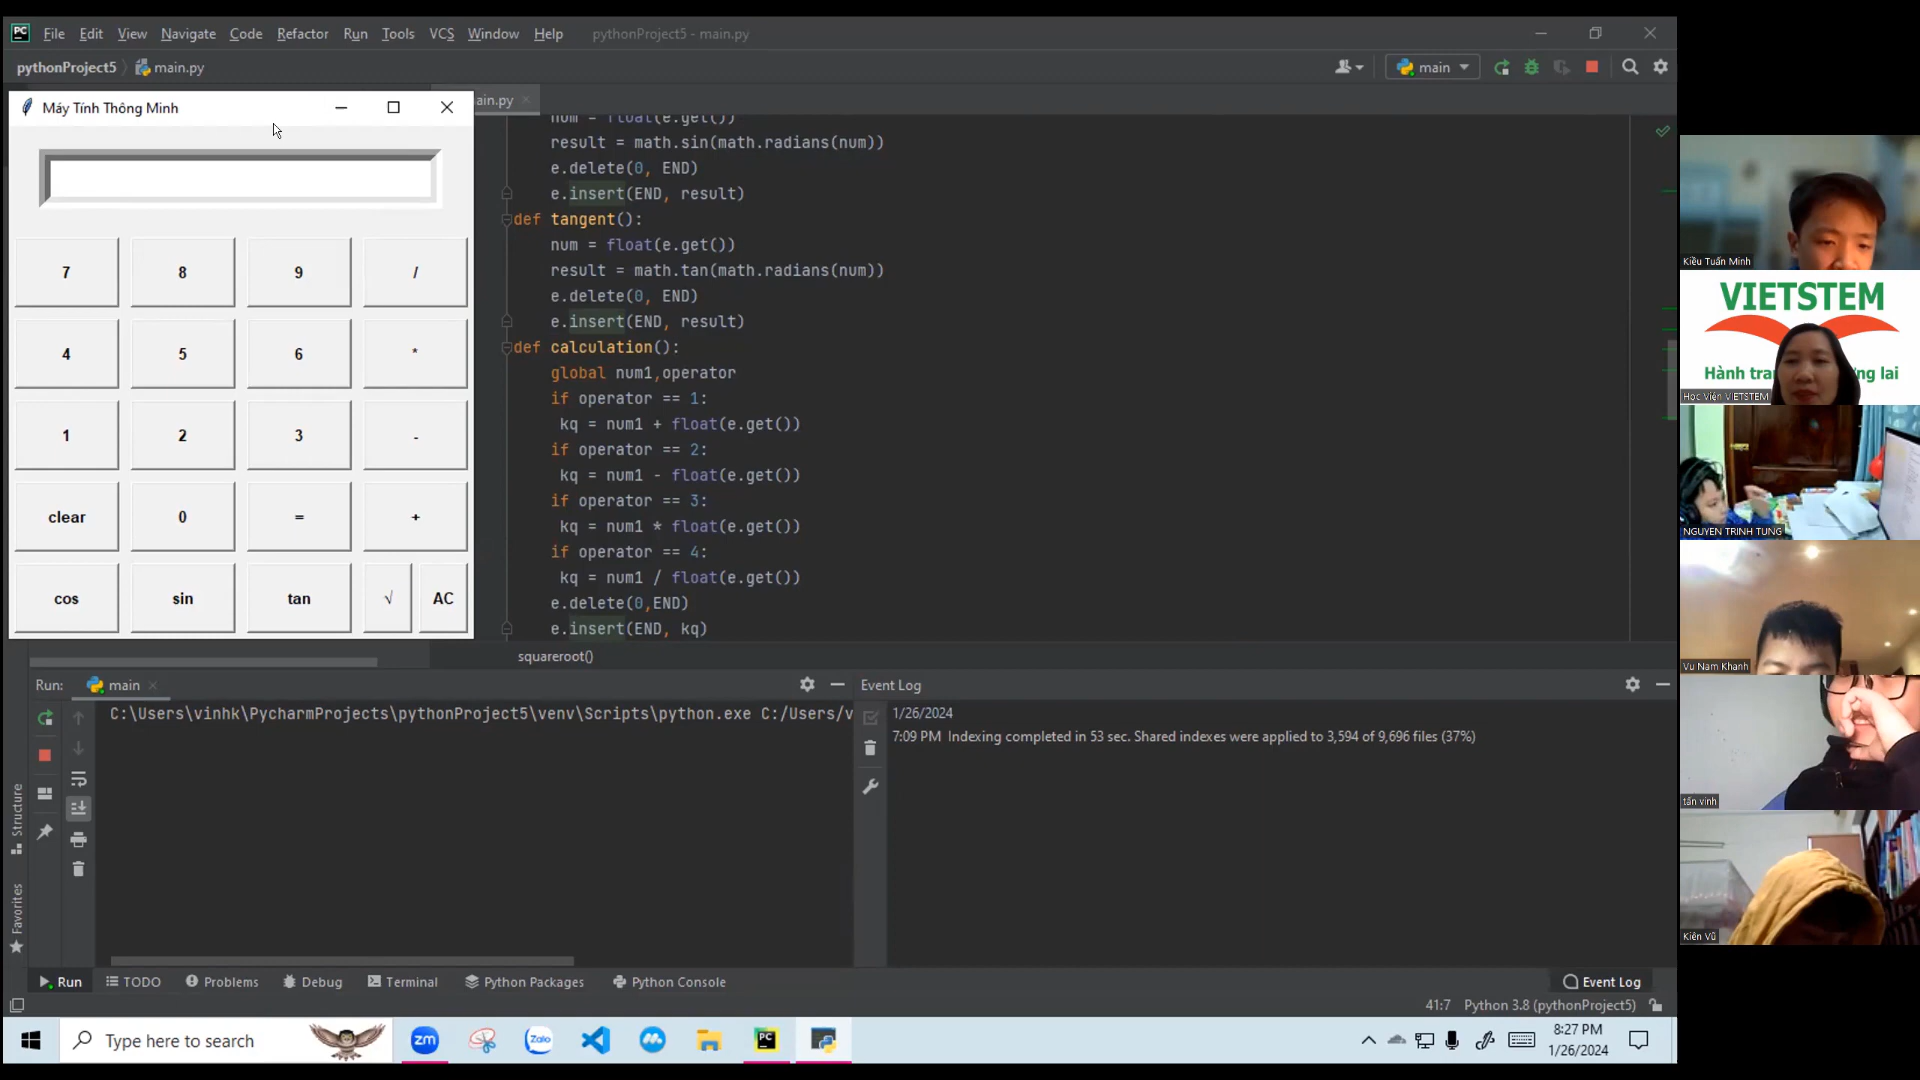 File Edit View Navigate Code Refactor Run Tools VCS Window Help pythonProject5 - main.py
pythonProject5 main.py main
Máy Tính Thông Minh
ain.py
7 8 9 /
4 5 6 *
1 2 3 -
clear 0 = +
cos sin tan √ AC
num = float(e.get())
result = math.sin(math.radians(num))
e.delete(0, END)
e.insert(END, result)
def tangent():
num = float(e.get())
result = math.tan(math.radians(num))
e.delete(0, END)
e.insert(END, result)
def calculation():
global num1,operator
if operator == 1:
kq = num1 + float(e.get())
if operator == 2:
kq = num1 - float(e.get())
if operator == 3:
kq = num1 * float(e.get())
if operator == 4:
kq = num1 / float(e.get())
e.delete(0,END)
e.insert(END, kq)
squareroot()
Run: main
C:\Users\vinhk\PycharmProjects\pythonProject5\venv\Scripts\python.exe C:/Users/v
Event Log
1/26/2024
7:09 PM Indexing completed in 53 sec. Shared indexes were applied to 3,594 of 9,696 files (37%)
Structure
Favorites
Run TODO Problems Debug Terminal Python Packages Python Console Event Log
41:7 Python 3.8 (pythonProject5)
Type here to search
zm
Zalo
PC
8:27 PM
1/26/2024
Kiều Tuấn Minh
VIETSTEM
Hành tra ng lai
Học Viện VIETSTEM
NGUYEN TRINH TUNG
Vu Nam Khanh
tấn vinh
Kiên Vũ